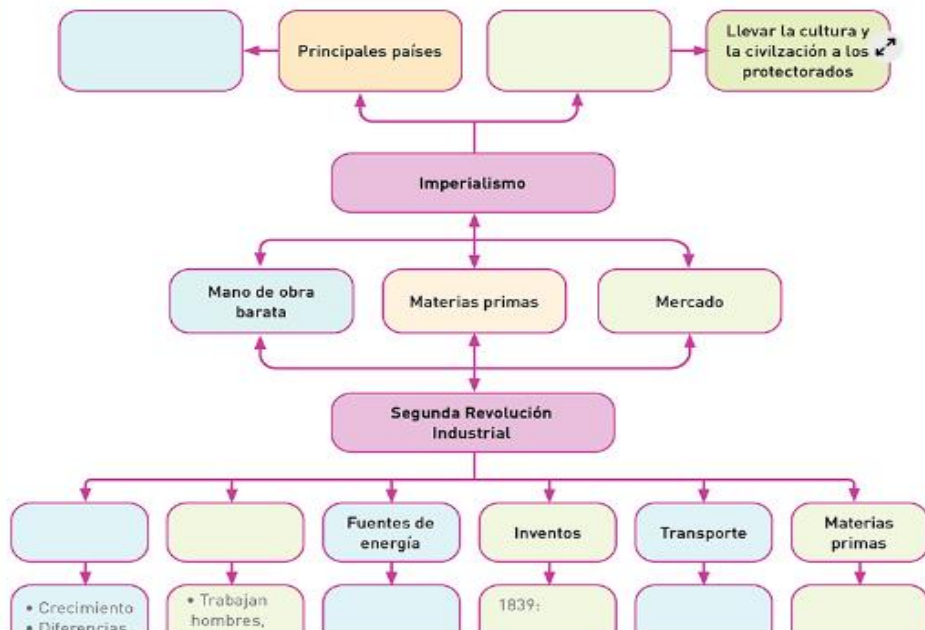 Principales países
Llevar la cultura y
la civilzación a los
protectorados
Imperialismo
Mano de obra
barata
Materias primas
Mercado
Segunda Revolución
Industrial
Fuentes de
energía
Inventos
Transporte
Materias
primas
• Crecimiento
• Diferencias
• Trabajan
hombres,
1839: